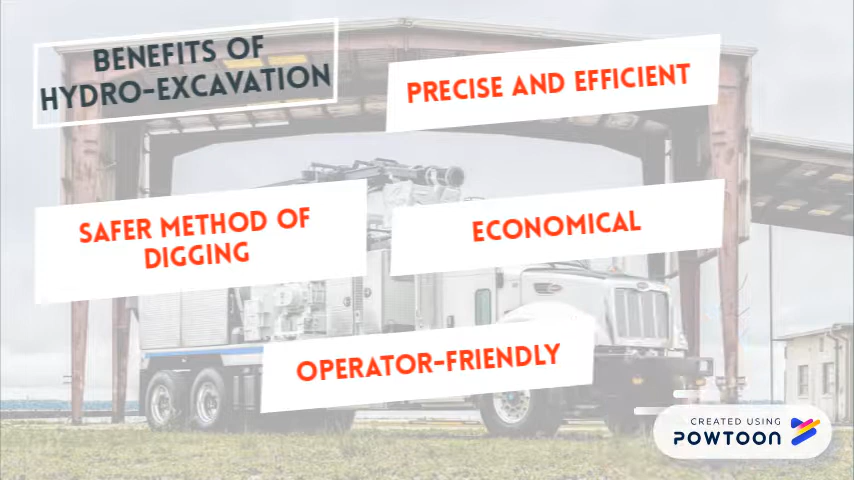 BENEFITS OF
HYDRO-EXCAVATION
PRECISE AND EFFICIENT
SAFER METHOD OF
DIGGING
ECONOMICAL
OPERATOR-FRIENDLY
CREATED USING
POWTOON